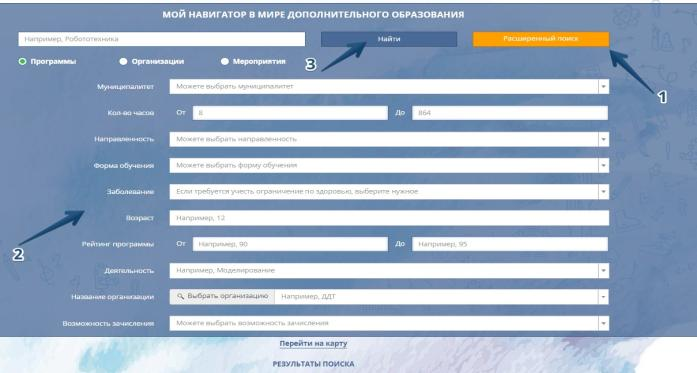 МОЙ НАВИГАТОР В МИРЕ ДОПОЛНИТЕЛЬНОГО ОБРАЗОВАНИЯ
Например, Робототехника Найти Расширенный поиск
Программы Организации Мероприятия 3
1
Муниципалитет Можете выбрать муниципалитет
Кол-во часов От 8 До 864
Направленность Можете выбрать направленность
Форма обучения Можете выбрать форму обучения
Заболевание Если требуется учесть ограничение по здоровью, выберите нужное
Возраст Например, 12
2
Рейтинг программы От Например, 90 До Например, 95
Деятельность Например, Моделирование
Название организации Выбрать организацию Например, ДДТ
Возможность зачисления Можете выбрать возможность зачисления
Перейти на карту
РЕЗУЛЬТАТЫ ПОИСКА